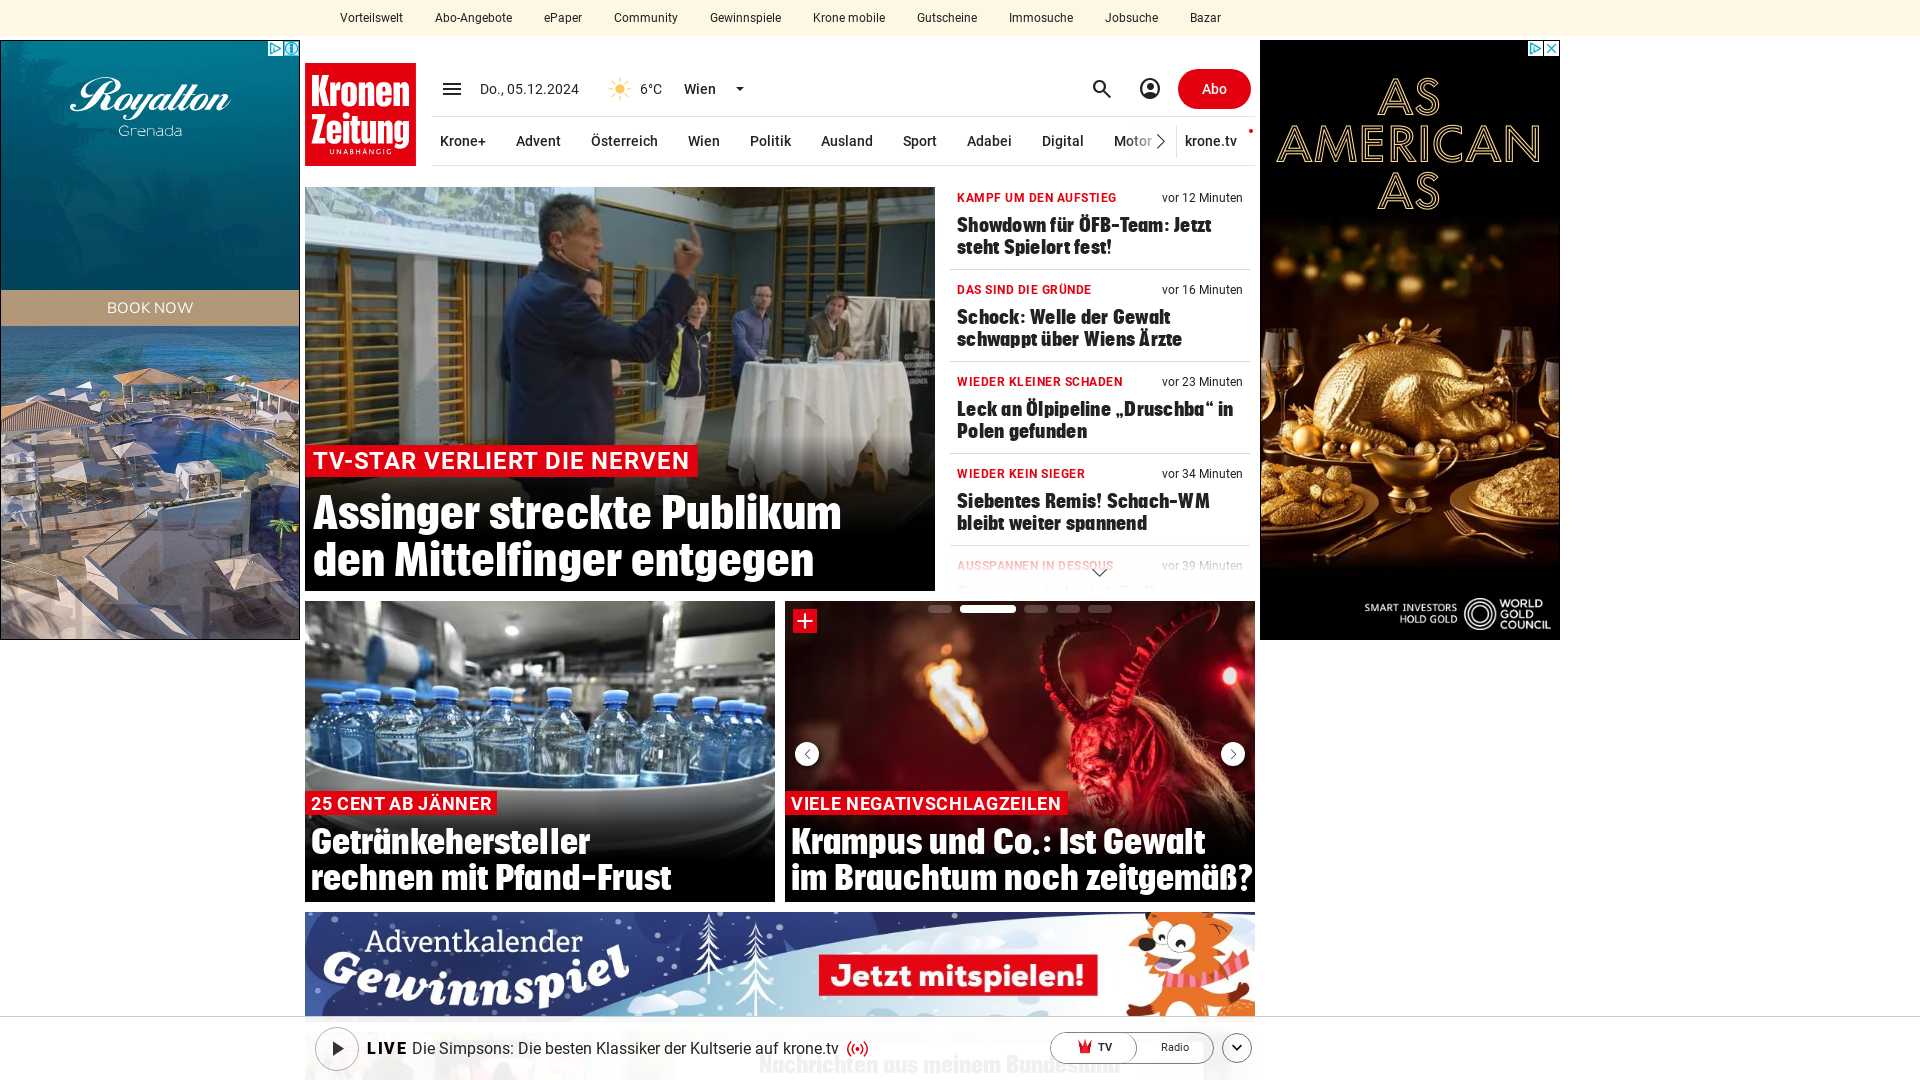 Vorteilswelt Abo-Angebote ePaper Community Gewinnspiele Krone mobile Gutscheine Immosuche Jobsuche Bazar
Royalton
Grenada
BOOK NOW
Kronen
Zeitung
UNABHÄNGIG
Do., 05.12.2024 6°C Wien Abo
Krone+ Advent Österreich Wien Politik Ausland Sport Adabei Digital Motor krone.tv
TV-STAR VERLIERT DIE NERVEN
Assinger streckte Publikum
den Mittelfinger entgegen
KAMPF UM DEN AUFSTIEG vor 12 Minuten
Showdown für ÖFB-Team: Jetzt
steht Spielort fest!
DAS SIND DIE GRÜNDE vor 16 Minuten
Schock: Welle der Gewalt
schwappt über Wiens Ärzte
WIEDER KLEINER SCHADEN vor 23 Minuten
Leck an Ölpipeline „Druschba“ in
Polen gefunden
WIEDER KEIN SIEGER vor 34 Minuten
Siebentes Remis! Schach-WM
bleibt weiter spannend
AUSSPANNEN IN DESSOUS vor 39 Minuten
AS
AMERICAN
AS
SMART INVESTORS
HOLD GOLD
WORLD
GOLD
COUNCIL
25 CENT AB JÄNNER
Getränkehersteller
rechnen mit Pfand-Frust
VIELE NEGATIVSCHLAGZEILEN
Krampus und Co.: Ist Gewalt
im Brauchtum noch zeitgemäß?
Adventkalender
Gewinnspiel
Jetzt mitspielen!
LIVE Die Simpsons: Die besten Klassiker der Kultserie auf krone.tv TV Radio
Nachrichten aus meinem Bundesland